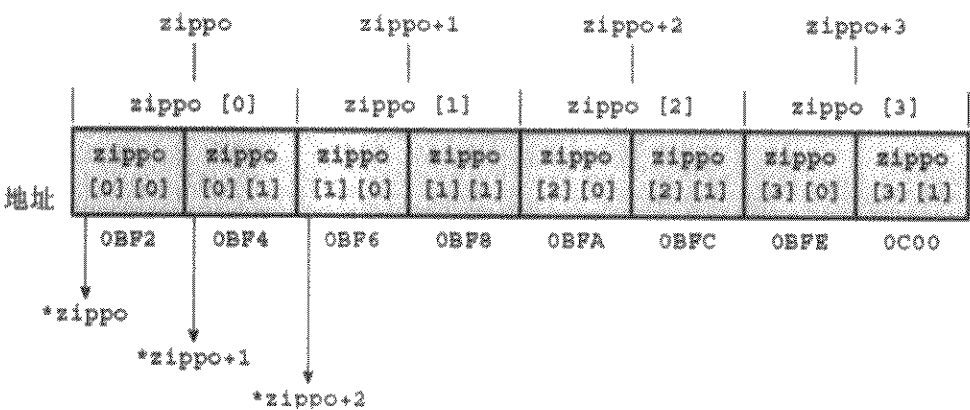 zippo zippo+1 zippo+2 zippo+3
zippo [0] zippo [1] zippo [2] zippo [3]
zippo zippo zippo zippo zippo zippo zippo zippo
地址 [0][0] [0][1] [1][0] [1][1] [2][0] [2][1] [3][0] [3][1]
0BF2 0BF4 0BF6 0BF8 0BFA 0BFC 0BFE 0C00
*zippo
*zippo+1
*zippo+2